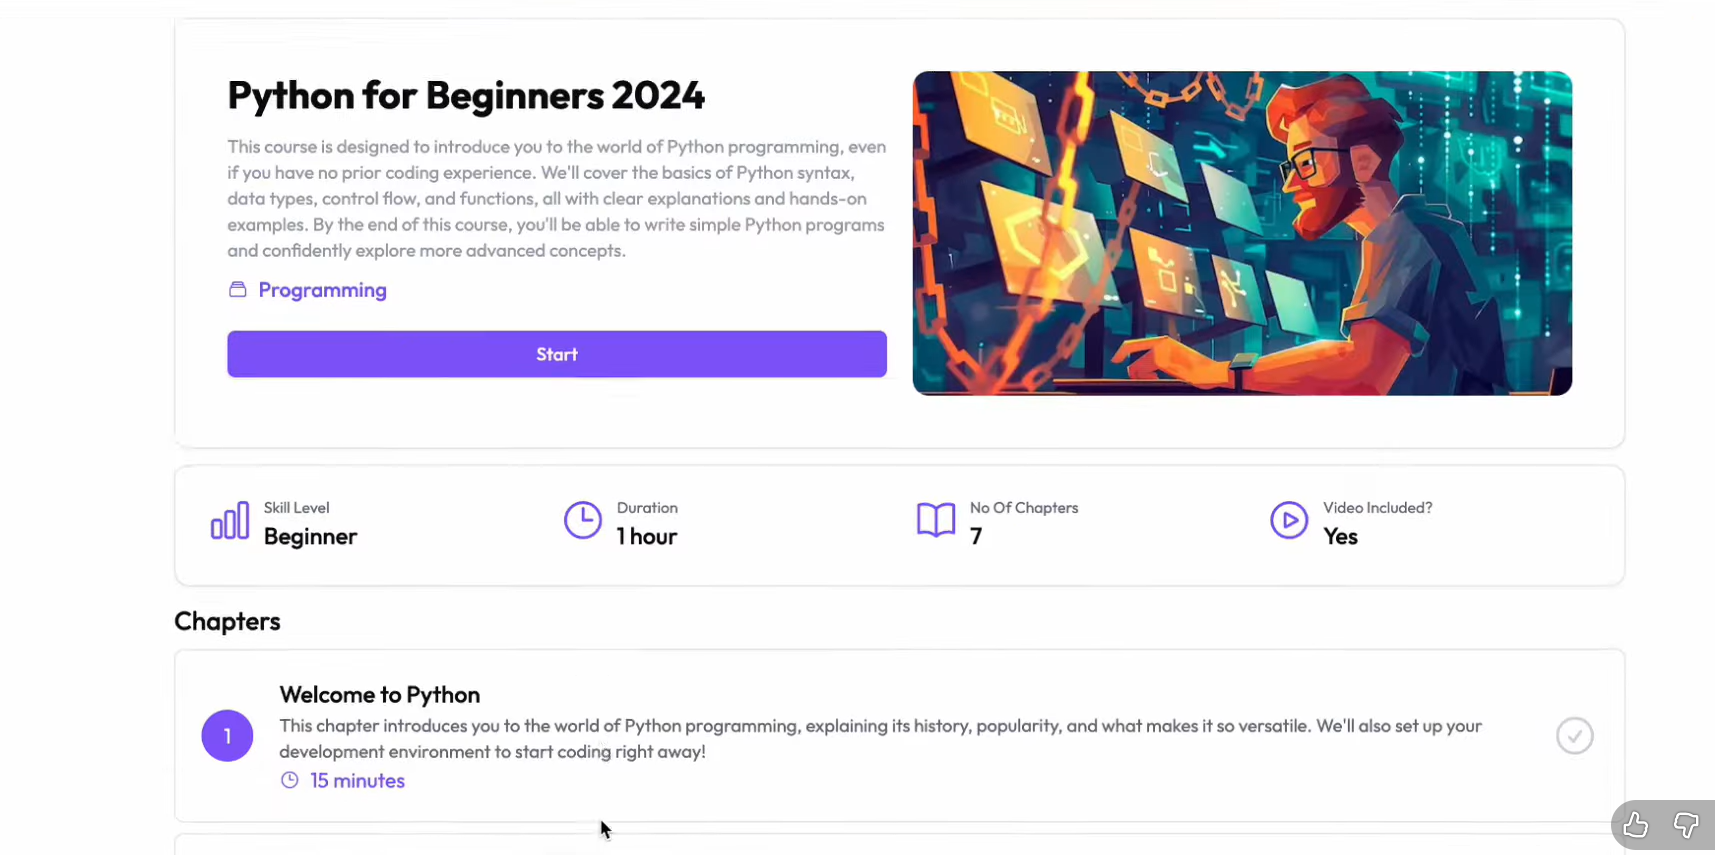 Python for Beginners 2024
This course is designed to introduce you to the world of Python programming, even
if you have no prior coding experience. We'll cover the basics of Python syntax,
data types, control flow, and functions, all with clear explanations and hands-on
examples. By the end of this course, you'll be able to write simple Python programs
and confidently explore more advanced concepts.
Programming
Start
Skill Level
Beginner
Duration
1 hour
No Of Chapters
7
Video Included?
Yes
Chapters
1
Welcome to Python
This chapter introduces you to the world of Python programming, explaining its history, popularity, and what makes it so versatile. We'll also set up your
development environment to start coding right away!
15 minutes